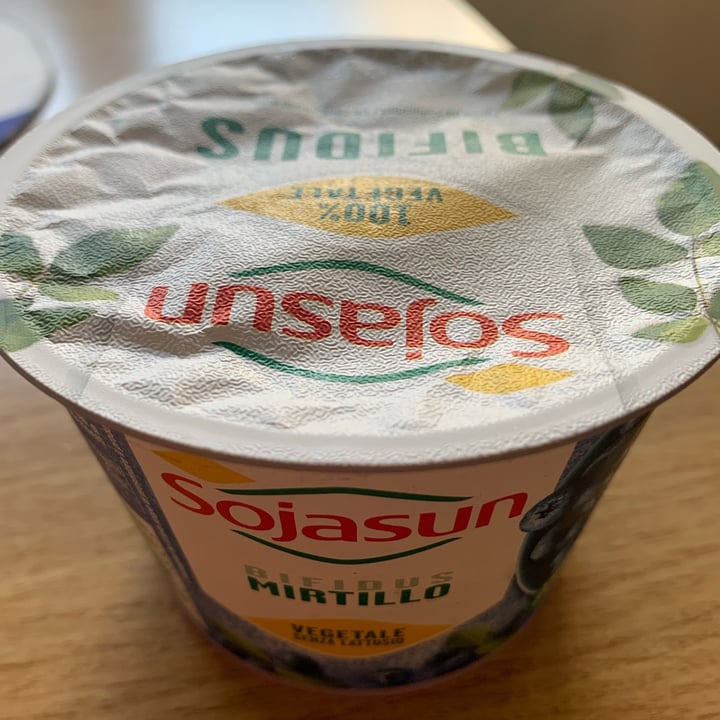 BIFIDUS
100%
VEGETALE
Sojasun
Sojasun
BIFIDUS
MIRTILLO
VEGETALE
SENZA LATTOSIO